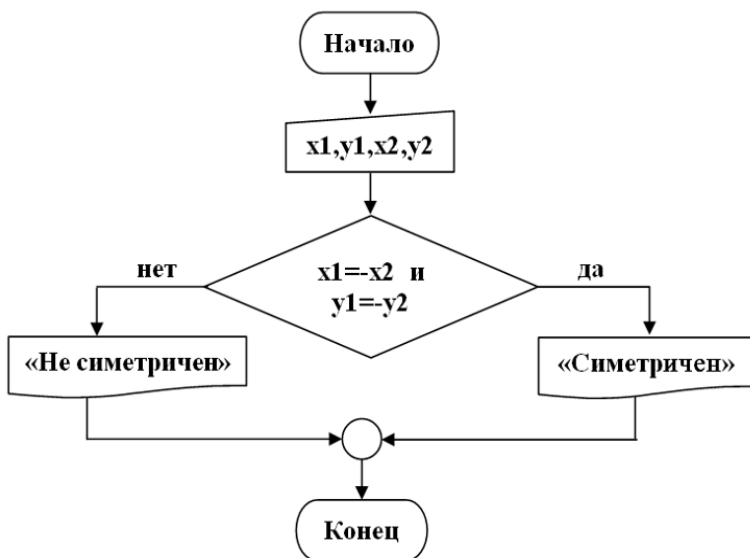 Начало
x1,y1,x2,y2
x1=-x2 и
y1=-y2
нет
да
«Не симетричен»
«Симетричен»
Конец